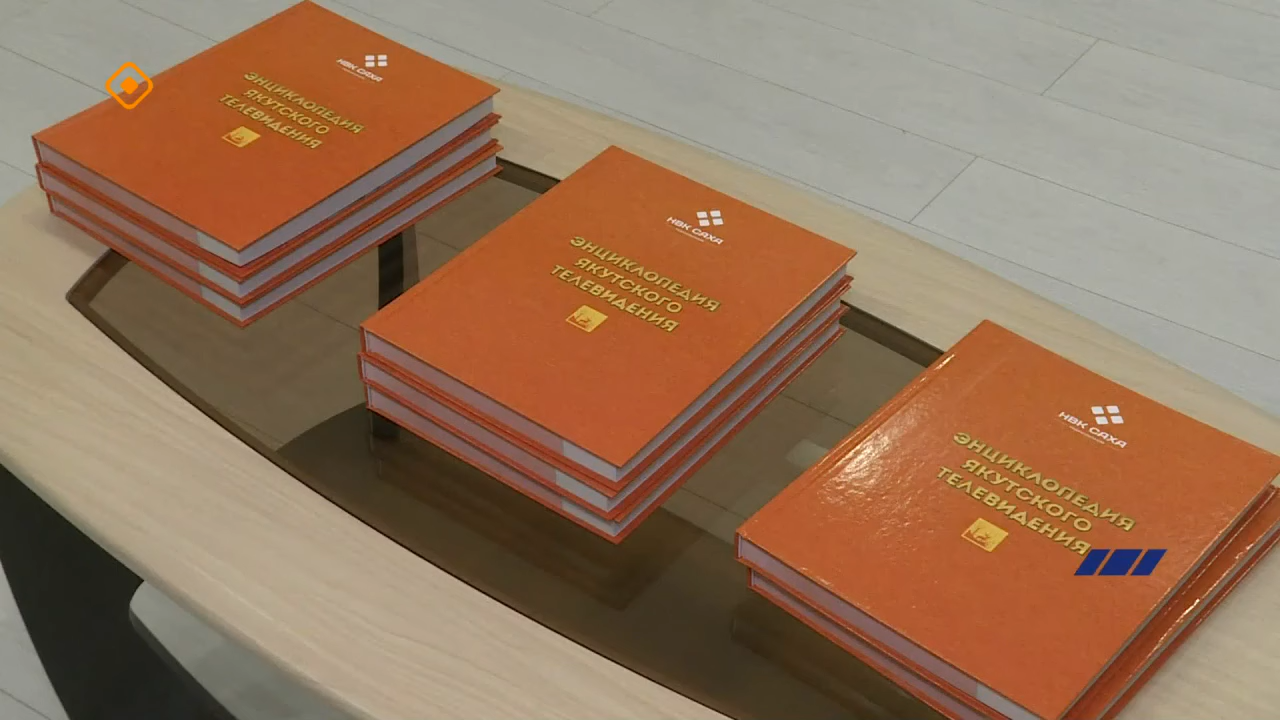 НВК САХА
ЭНЦИКЛОПЕДИЯ
ЯКУТСКОГО
ТЕЛЕВИДЕНИЯ
НВК САХА
ЭНЦИКЛОПЕДИЯ
ЯКУТСКОГО
ТЕЛЕВИДЕНИЯ
НВК САХА
ЭНЦИКЛОПЕДИЯ
ЯКУТСКОГО
ТЕЛЕВИДЕНИЯ